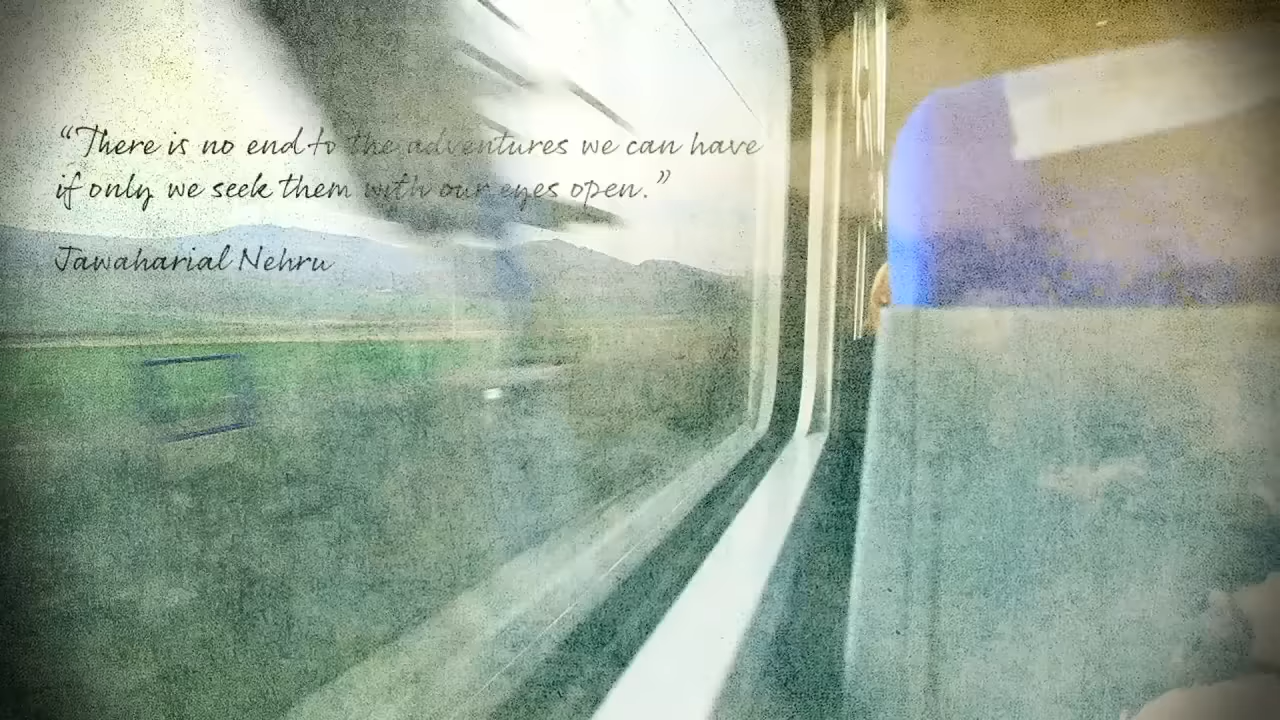 “There is no end to the adventures we can have
if only we seek them with our eyes open.”
Jawaharial Nehru